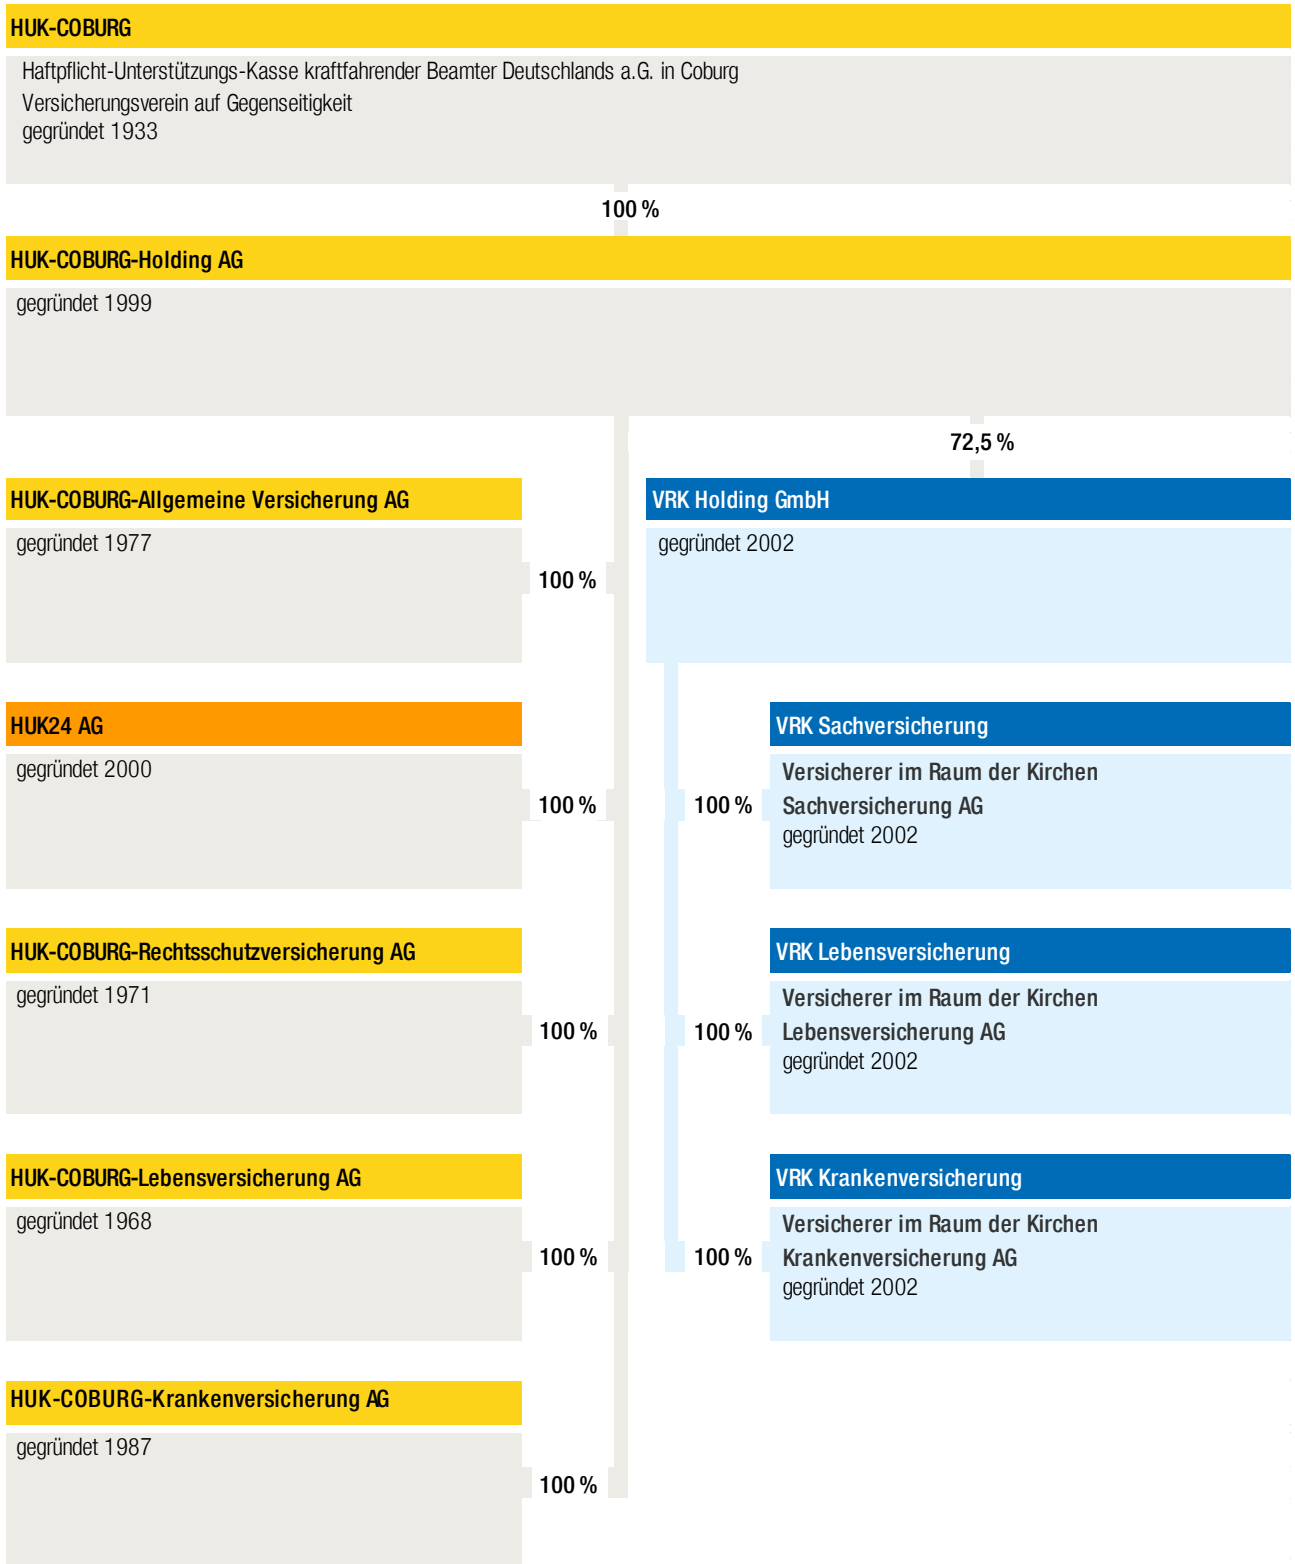 HUK-COBURG
Haftpflicht-Unterstützungs-Kasse kraftfahrender Beamter Deutschlands a.G. in Coburg
Versicherungsverein auf Gegenseitigkeit
gegründet 1933
100 %
HUK-COBURG-Holding AG
gegründet 1999
72,5 %
HUK-COBURG-Allgemeine Versicherung AG
gegründet 1977
100 %
VRK Holding GmbH
gegründet 2002
HUK24 AG
gegründet 2000
100 %
100 %
VRK Sachversicherung
Versicherer im Raum der Kirchen
Sachversicherung AG
gegründet 2002
HUK-COBURG-Rechtsschutzversicherung AG
gegründet 1971
100 %
100 %
VRK Lebensversicherung
Versicherer im Raum der Kirchen
Lebensversicherung AG
gegründet 2002
HUK-COBURG-Lebensversicherung AG
gegründet 1968
100 %
100 %
VRK Krankenversicherung
Versicherer im Raum der Kirchen
Krankenversicherung AG
gegründet 2002
HUK-COBURG-Krankenversicherung AG
gegründet 1987
100 %